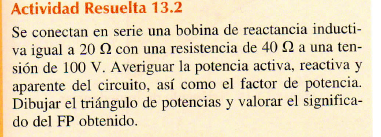 Actividad Resuelta 13.2
Se conectan en serie una bobina de reactancia inducti-
va igual a 20 Ω con una resistencia de 40 Ω a una ten-
sión de 100 V. Averiguar la potencia activa, reactiva y
aparente del circuito, así como el factor de potencia.
Dibujar el triángulo de potencias y valorar el significa-
do del FP obtenido.